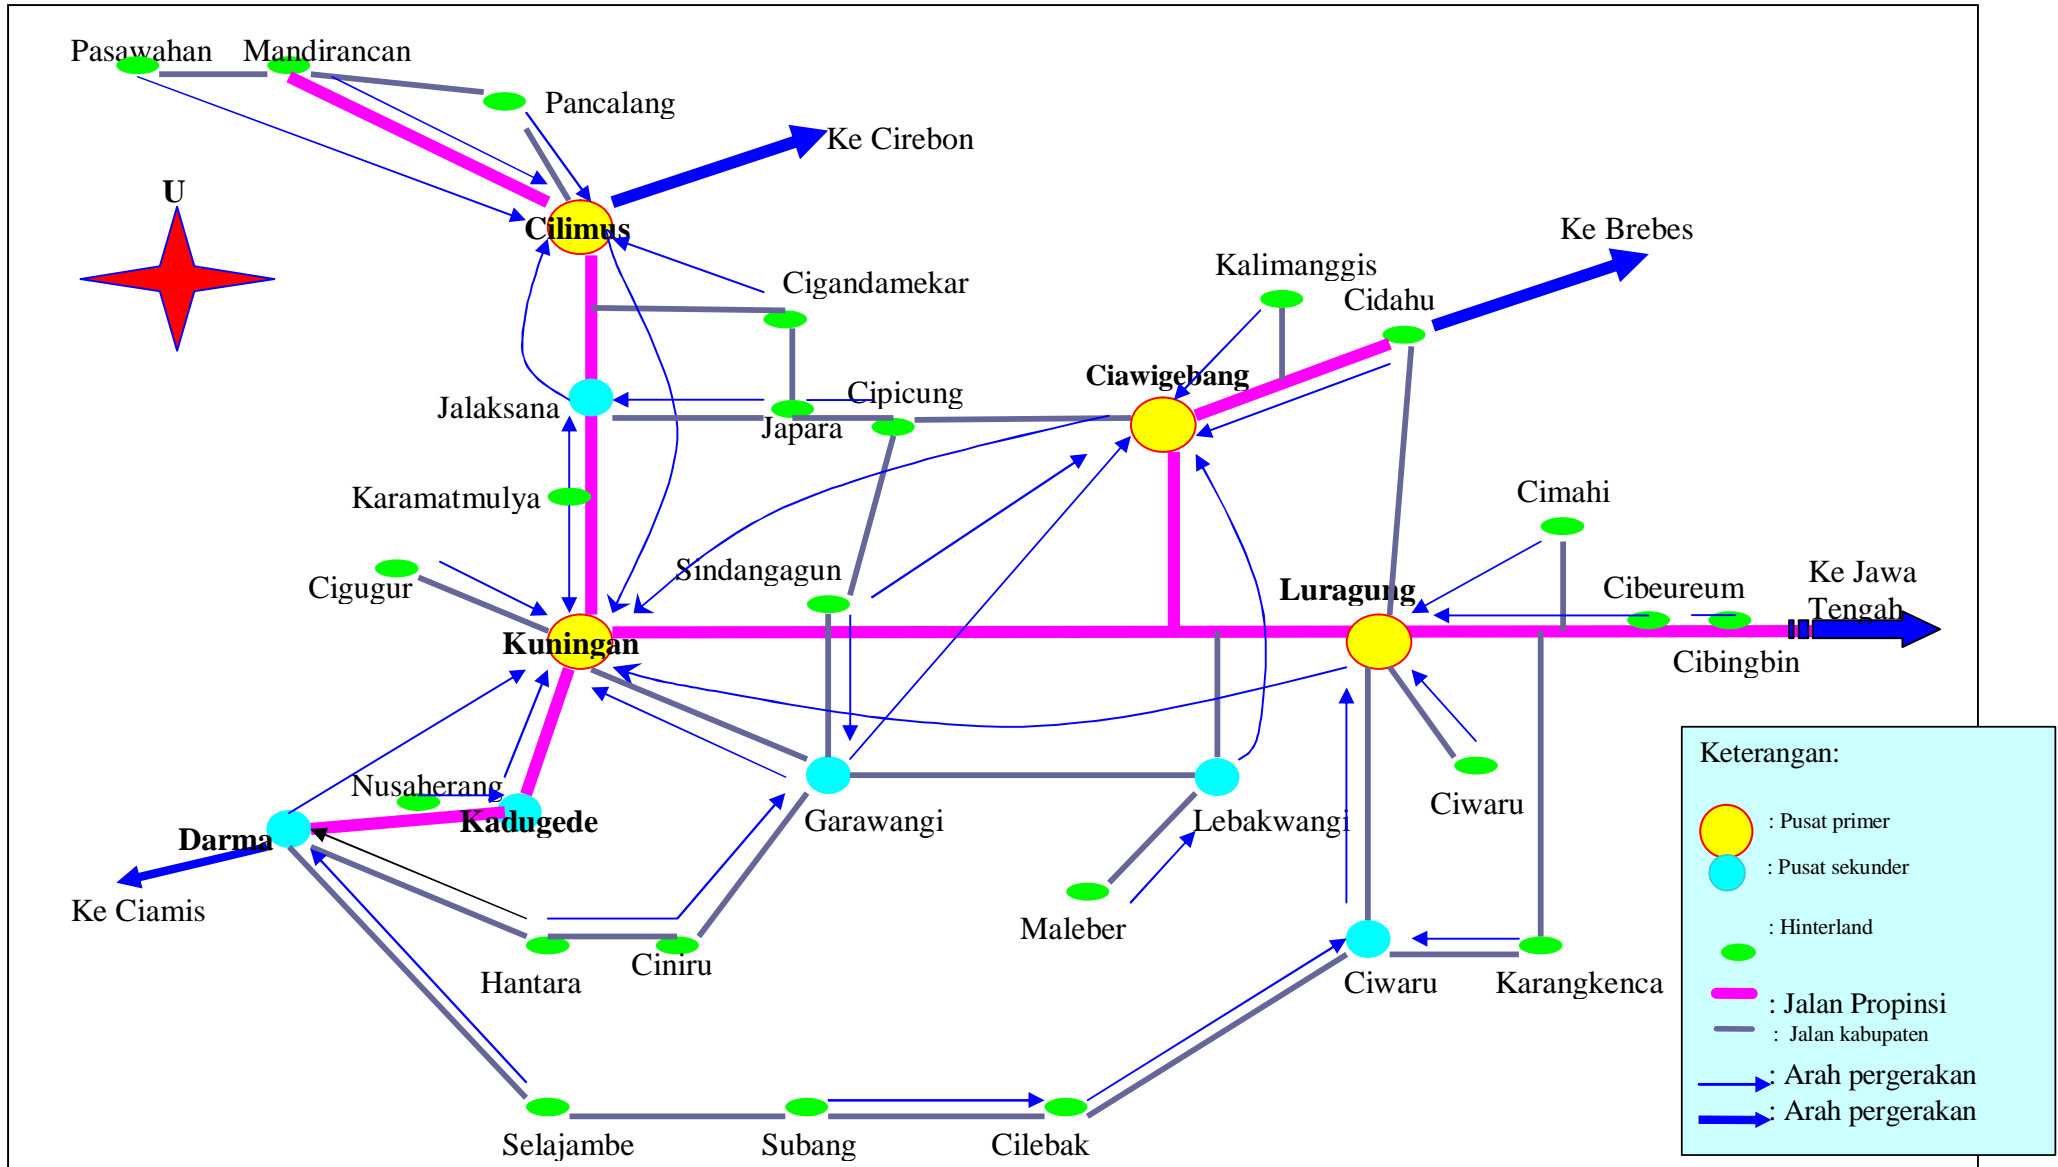 Pasawahan
Mandirancan
Pancalang
Ke Cirebon
U
Cilimus
Ke Brebes
Kalimanggis
Cigandamekar
Cidahu
Ciawigebang
Cipicung
Jalaksana
Japara
Karamatmulya
Cimahi
Sindangagun
Cigugur
Luragung
Cibeureum
Ke Jawa
Tengah
Kuningan
Cibingbin
Nusaherang
Kadugede
Garawangi
Lebakwangi
Ciwaru
Darma
Ke Ciamis
Maleber
Hantara
Ciniru
Ciwaru
Karangkenca
Selajambe
Subang
Cilebak
Keterangan:
: Pusat primer
: Pusat sekunder
: Hinterland
: Jalan Propinsi
: Jalan kabupaten
: Arah pergerakan
: Arah pergerakan